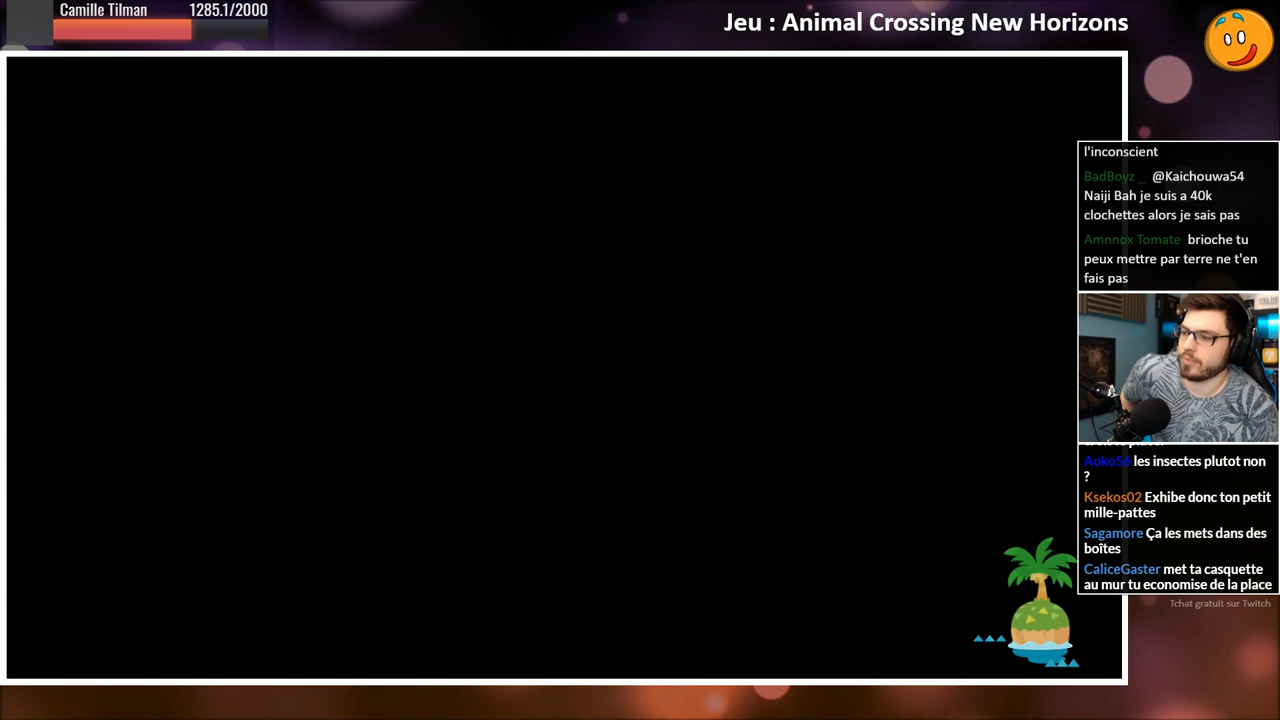 Camille Tilman 1285.1/2000
Jeu : Animal Crossing New Horizons
l'inconscient
BadBoyz _ @Kaichouwa54
Naiji Bah je suis a 40k
clochettes alors je sais pas
Amnnox Tomate brioche tu
peux mettre par terre ne t'en
fais pas
Aoko56 les insectes plutot non
?
Ksekos02 Exhibe donc ton petit
mille-pattes
Sagamore Ça les mets dans des
boîtes
CaliceGaster met ta casquette
au mur tu economise de la place
Tchat gratuit sur Twitch